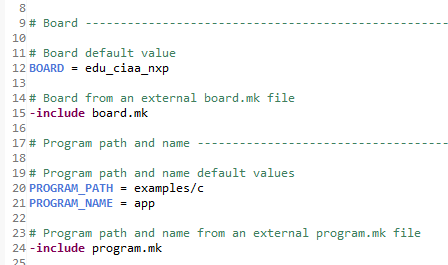 8
9 # Board ------------------------------------------------
10
11 # Board default value
12 BOARD = edu_ciaa_nxp
13
14 # Board from an external board.mk file
15 -include board.mk
16
17 # Program path and name --------------------------------
18
19 # Program path and name default values
20 PROGRAM_PATH = examples/c
21 PROGRAM_NAME = app
22
23 # Program path and name from an external program.mk file
24 -include program.mk
25